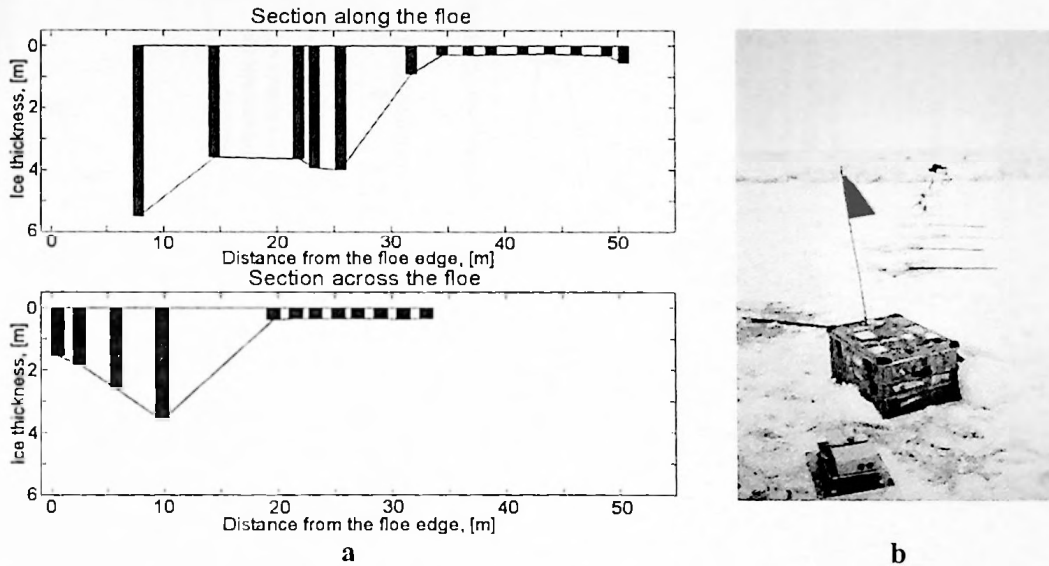 Section along the floe
0
2
4
6
Ice thickness, [m]
0 10 20 30 40 50
Distance from the floe edge, [m]
Section across the floe
0
2
4
6
Ice thickness, [m]
0 10 20 30 40 50
Distance from the floe edge, [m]
a
b